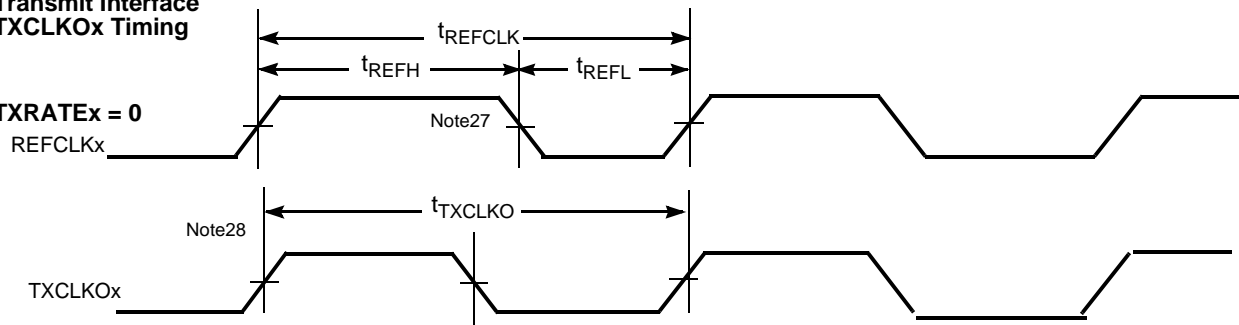 Transmit Interface
TXCLKOx Timing
tREFCLK
tREFH
tREFL
TXRATEx = 0
Note27
REFCLKx
tTXCLKO
Note28
TXCLKOx